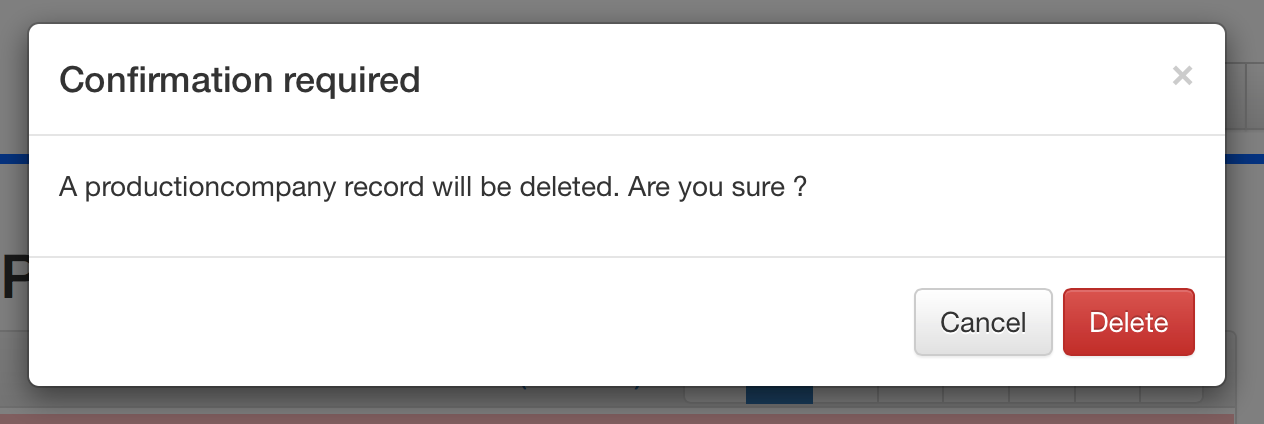 Confirmation required
×
A productioncompany record will be deleted. Are you sure ?
P
Cancel
Delete